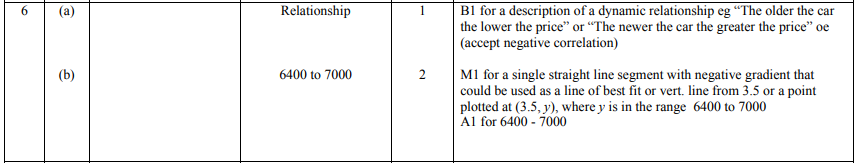 6 (a) Relationship 1 B1 for a description of a dynamic relationship eg “The older the car
the lower the price” or “The newer the car the greater the price” oe
(accept negative correlation)
(b) 6400 to 7000 2 M1 for a single straight line segment with negative gradient that
could be used as a line of best fit or vert. line from 3.5 or a point
plotted at (3.5, y), where y is in the range 6400 to 7000
A1 for 6400 - 7000